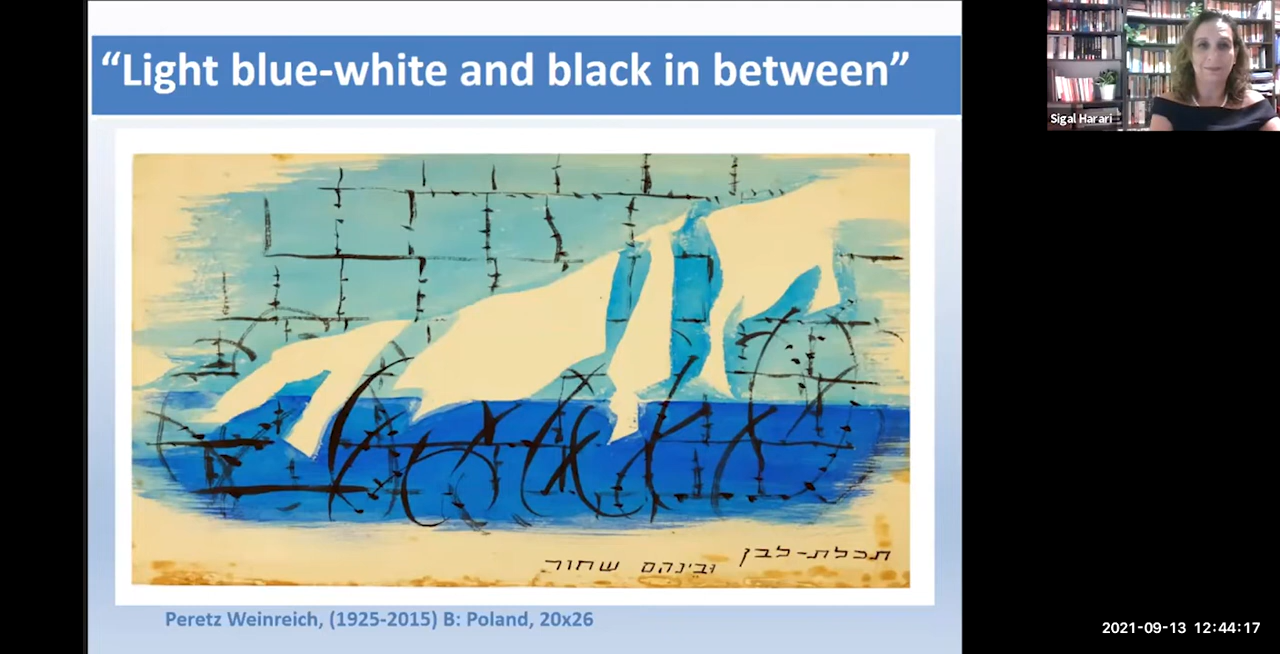 “Light blue-white and black in between”
Sigal Harari
תכלת-לבן
ובינהם שחור
Peretz Weinreich, (1925-2015) B: Poland, 20x26
2021-09-13 12:44:17